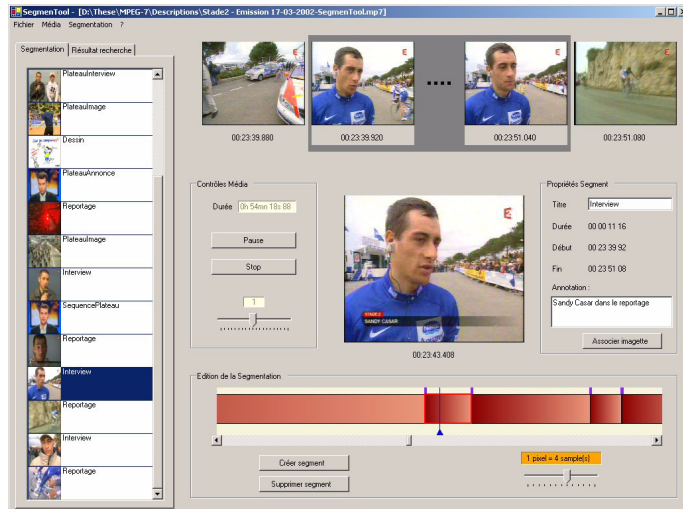 SegmenTool - [D:\These\MPEG-7\Descriptions\Stade2 - Emission 17-03-2002-SegmenTool.mp7]
Fichier Média Segmentation ?
Segmentation Résultat recherche
PlateauInterview
PlateauImage
Dessin
PlateauAnnonce
Reportage
PlateauImage
Interview
SequencePlateau
Reportage
Interview
Reportage
Interview
Reportage
00:23:39.880
00:23:39.920
00:23:51.040
00:23:51.080
Contrôles Média
Durée 0h 54mn 18s 88
Pause
Stop
1
STADE 2
SANDY CASAR
00:23:43.408
Propriétés Segment
Titre Interview
Durée 00 00 11 16
Début 00 23 39 92
Fin 00 23 51 08
Annotation :
Sandy Casar dans le reportage
Associer imagette
Edition de la Segmentation
Créer segment
Supprimer segment
1 pixel = 4 sample(s)